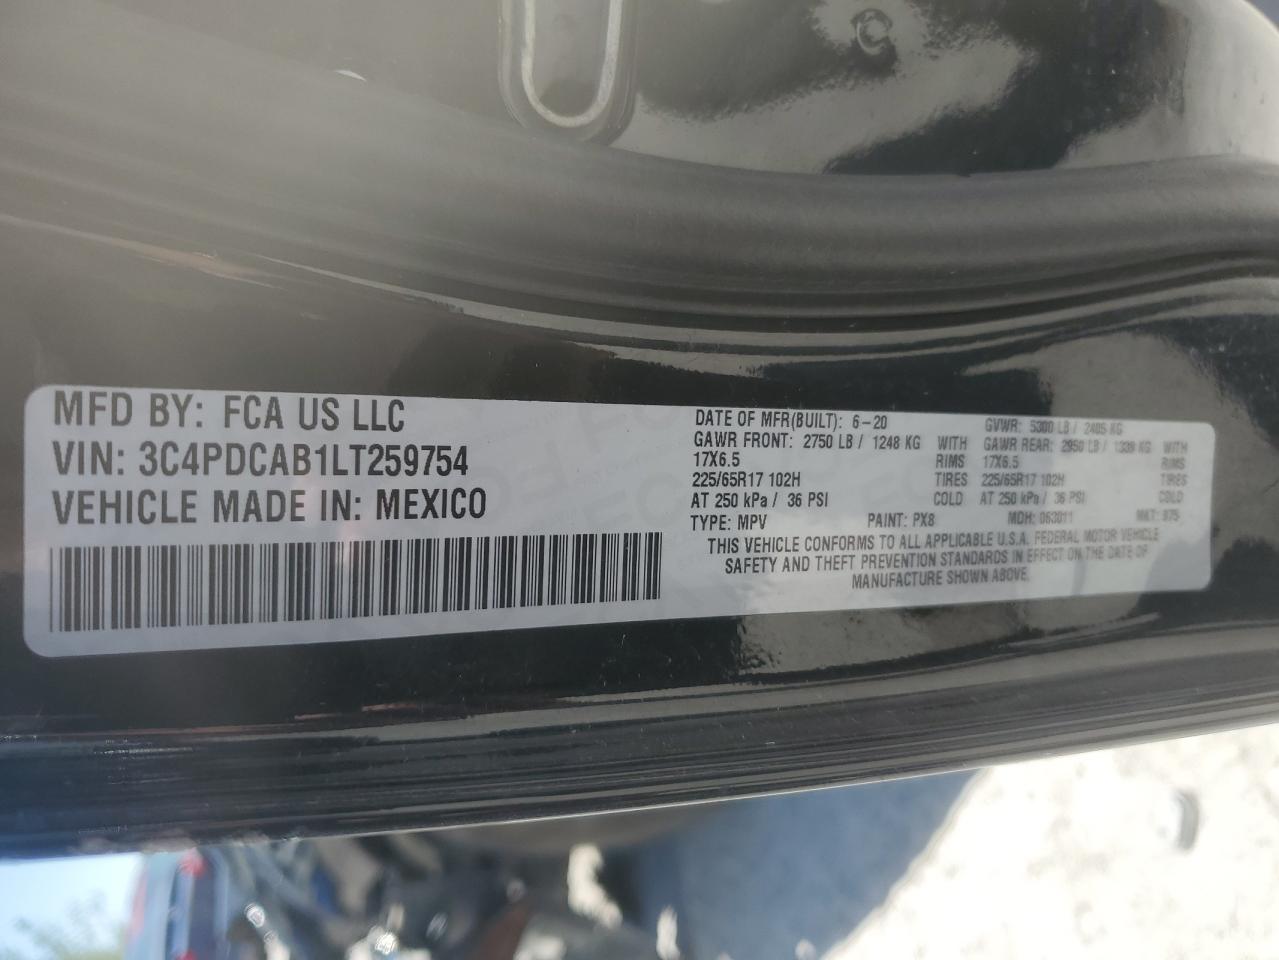 MFD BY: FCA US LLC
VIN: 3C4PDCAB1LT259754
VEHICLE MADE IN: MEXICO
DATE OF MFR(BUILT): 6-20 GVWR: 5300 LB / 2405 KG
GAWR FRONT: 2750 LB / 1248 KG WITH GAWR REAR: 2950 LB / 1339 KG WITH
17X6.5 RIMS 17X6.5 RIMS
225/65R17 102H TIRES 225/65R17 102H TIRES
AT 250 kPa / 36 PSI COLD AT 250 kPa / 36 PSI COLD
TYPE: MPV PAINT: PX8 MDH: 063011 MKT: 975
THIS VEHICLE CONFORMS TO ALL APPLICABLE U.S.A. FEDERAL MOTOR VEHICLE
SAFETY AND THEFT PREVENTION STANDARDS IN EFFECT ON THE DATE OF
MANUFACTURE SHOWN ABOVE.